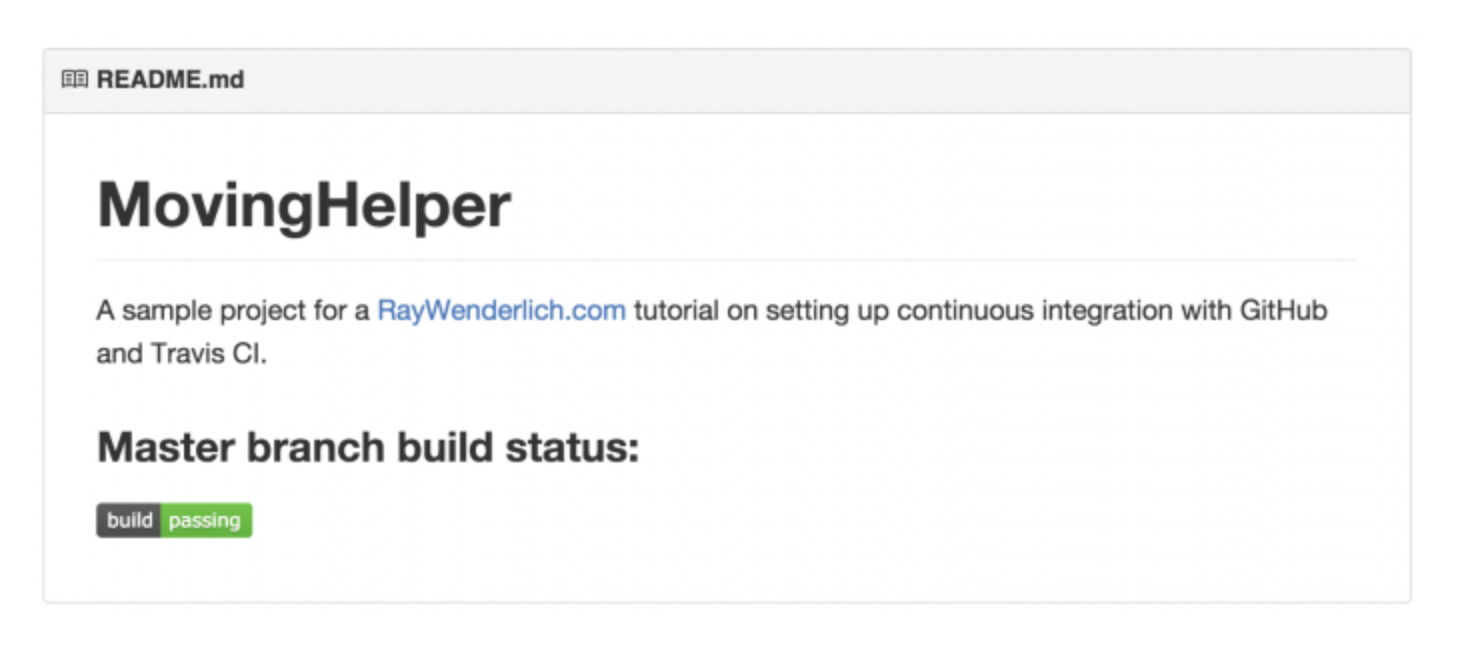 README.md
MovingHelper
A sample project for a RayWenderlich.com tutorial on setting up continuous integration with GitHub
and Travis CI.
Master branch build status:
build passing